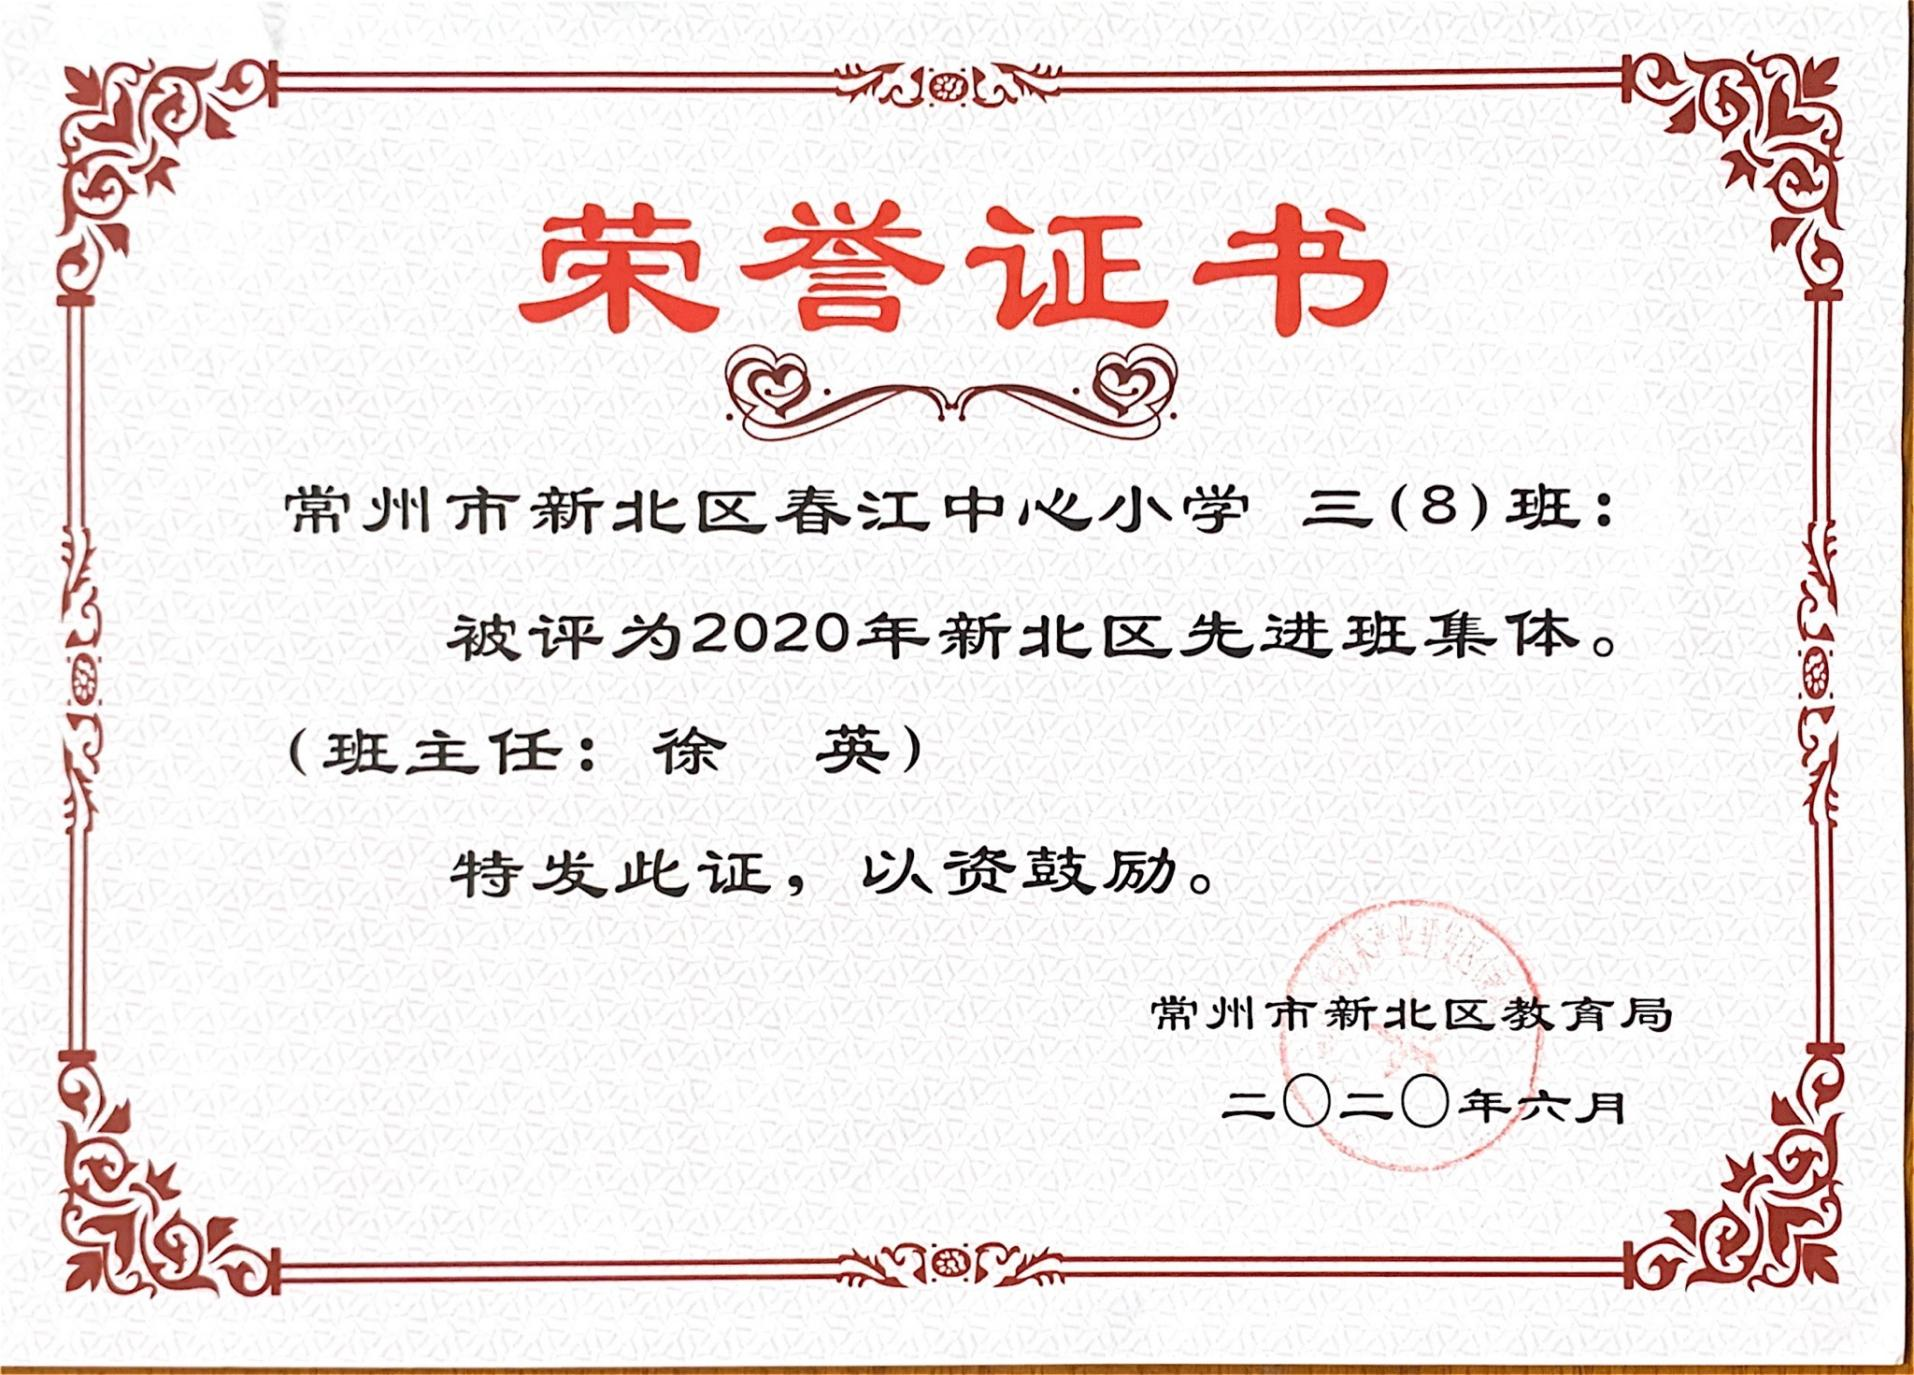 荣誉证书
常州市新北区春江中心小学 三(8)班：
被评为2020年新北区先进班集体。
(班主任：徐 英)
特发此证，以资鼓励。
常州市新北区教育局
二〇二〇年六月